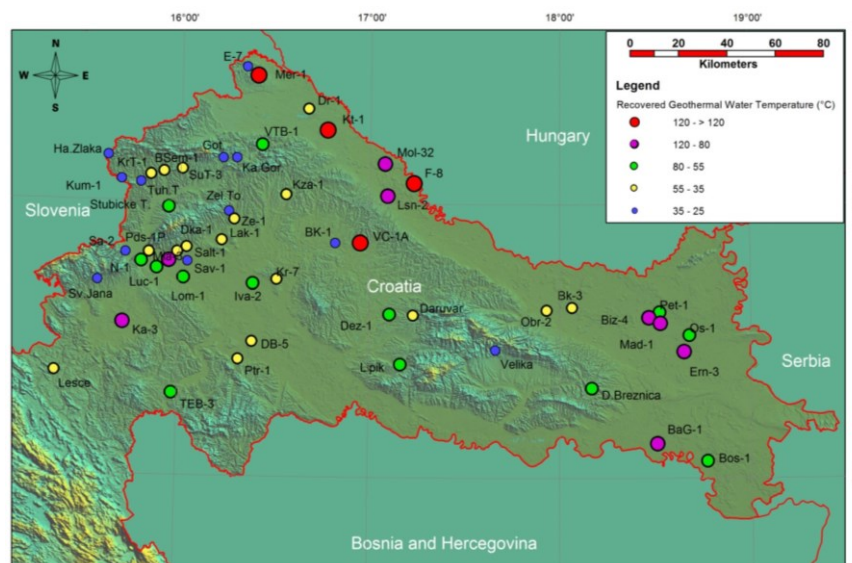 16°00" 17°00" 18°00" 19°00"
N
W E
S
0 20 40 60 80
Kilometers
Legend
Recovered Geothermal Water Temperature (°C)
120 - > 120
120 - 80
80 - 55
55 - 35
35 - 25
E-7
Mer-1
Dr-1
Kt-1
Hungary
VTB-1
Ha.Zlaka
Got
BSem-1
KrT-1
SuT-3
Ka.Gor.
Mol-32
F-8
Kum-1
Tuh.T
Kza-1
Lsn-2
Slovenia
Stubicke T.
Zel To
Ze-1
Dka-1
Lak-1
BK-1
VC-1A
Sa-2
Pds-1P
Salt-1
N-1
Sav-1
Luc-1
Sv.Jana
Lom-1
Iva-2
Kr-7
Croatia
Ka-3
Dez-1
Daruvar
Obr-2
Bk-3
Pet-1
Biz-4
Os-1
Mad-1
DB-5
Velika
Ern-3
Serbia
Lesce
Ptr-1
Lipik
TEB-3
D.Breznica
BaG-1
Bos-1
Bosnia and Hercegovina